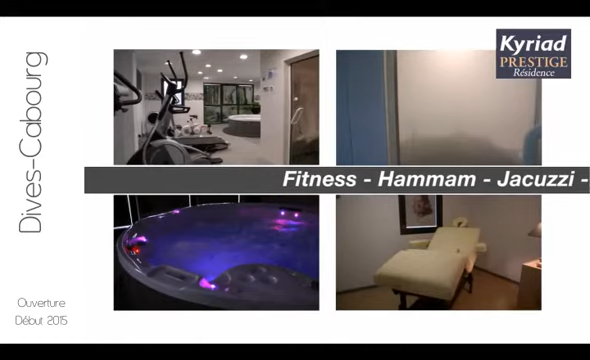 Kyriad
PRESTIGE
Résidence
Dives-Cabourg
Fitness - Hammam - Jacuzzi -
Ouverture
Début 2015